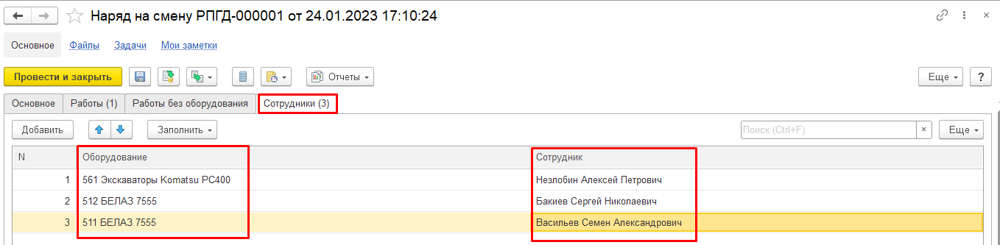 Наряд на смену РПГД-000001 от 24.01.2023 17:10:24
Основное Файлы Задачи Мои заметки
Провести и закрыть Отчеты Еще ?
Основное Работы (1) Работы без оборудования Сотрудники (3)
Добавить Заполнить Поиск (Ctrl+F) × Еще
N Оборудование Сотрудник
1 561 Экскаваторы Komatsu PC400 Незлобин Алексей Петрович
2 512 БЕЛАЗ 7555 Бакиев Сергей Николаевич
3 511 БЕЛАЗ 7555 Васильев Семен Александрович